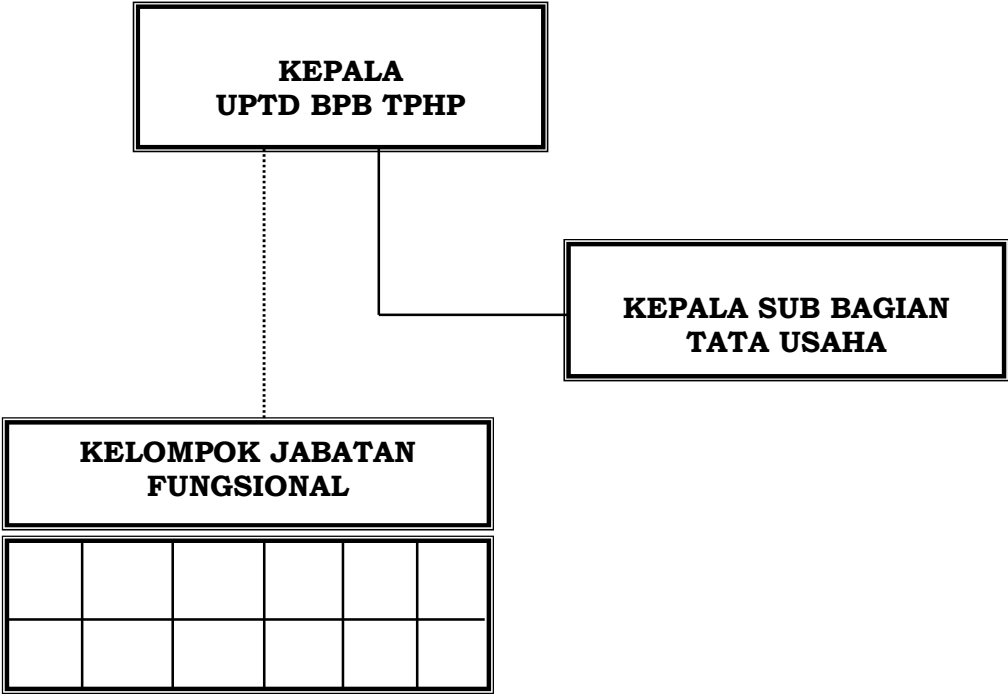 KEPALA
UPTD BPB TPHP
KEPALA SUB BAGIAN
TATA USAHA
KELOMPOK JABATAN
FUNGSIONAL